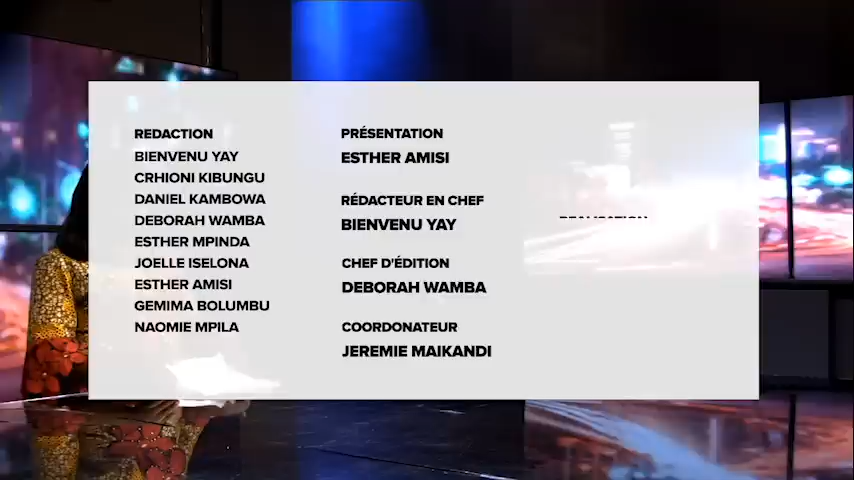 REDACTION
BIENVENU YAY
CRHIONI KIBUNGU
DANIEL KAMBOWA
DEBORAH WAMBA
ESTHER MPINDA
JOELLE ISELONA
ESTHER AMISI
GEMIMA BOLUMBU
NAOMIE MPILA
PRÉSENTATION
ESTHER AMISI
RÉDACTEUR EN CHEF
BIENVENU YAY
CHEF D'ÉDITION
DEBORAH WAMBA
COORDONATEUR
JEREMIE MAIKANDI